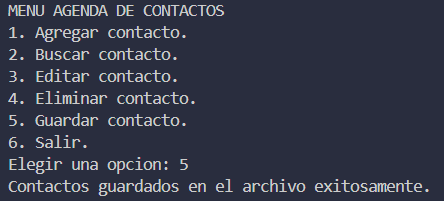 MENU AGENDA DE CONTACTOS
1. Agregar contacto.
2. Buscar contacto.
3. Editar contacto.
4. Eliminar contacto.
5. Guardar contacto.
6. Salir.
Elegir una opcion: 5
Contactos guardados en el archivo exitosamente.